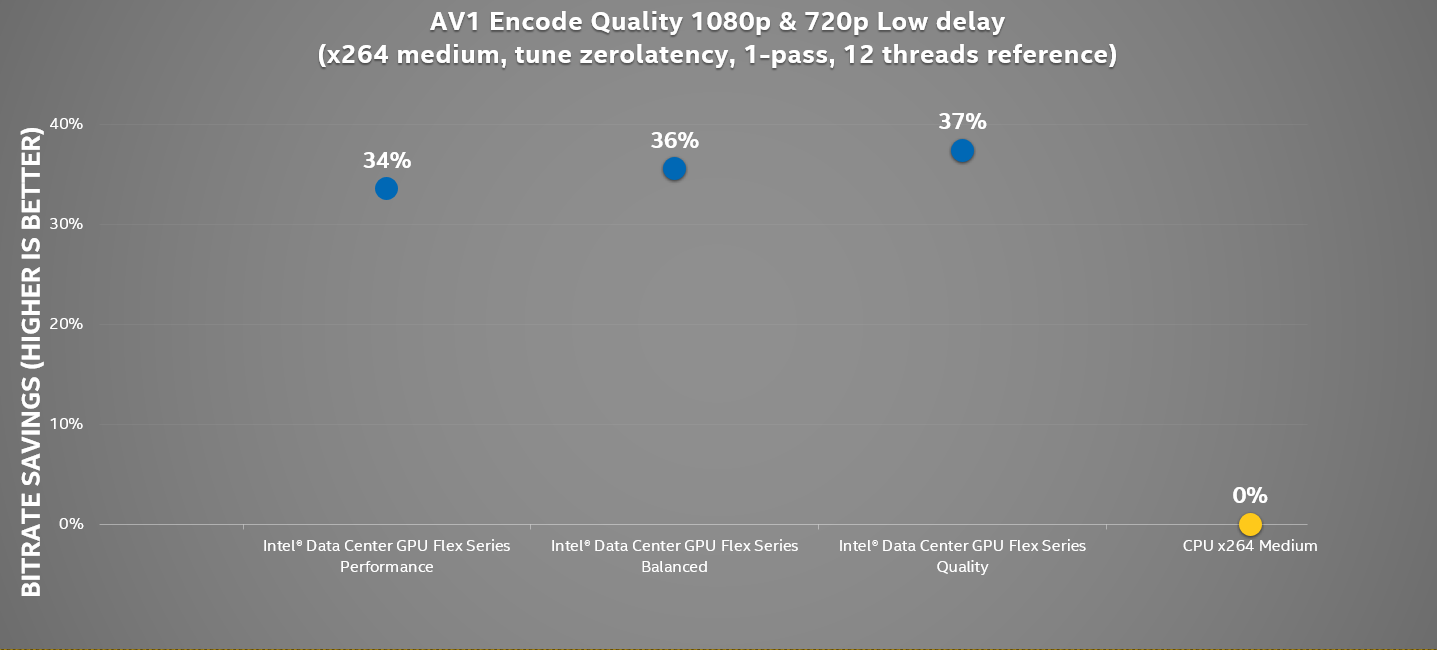 AV1 Encode Quality 1080p & 720p Low delay
(x264 medium, tune zerolatency, 1-pass, 12 threads reference)
BITRATE SAVINGS (HIGHER IS BETTER)
40%
30%
20%
10%
0%
34%
36%
37%
0%
Intel® Data Center GPU Flex Series
Performance
Intel® Data Center GPU Flex Series
Balanced
Intel® Data Center GPU Flex Series
Quality
CPU x264 Medium